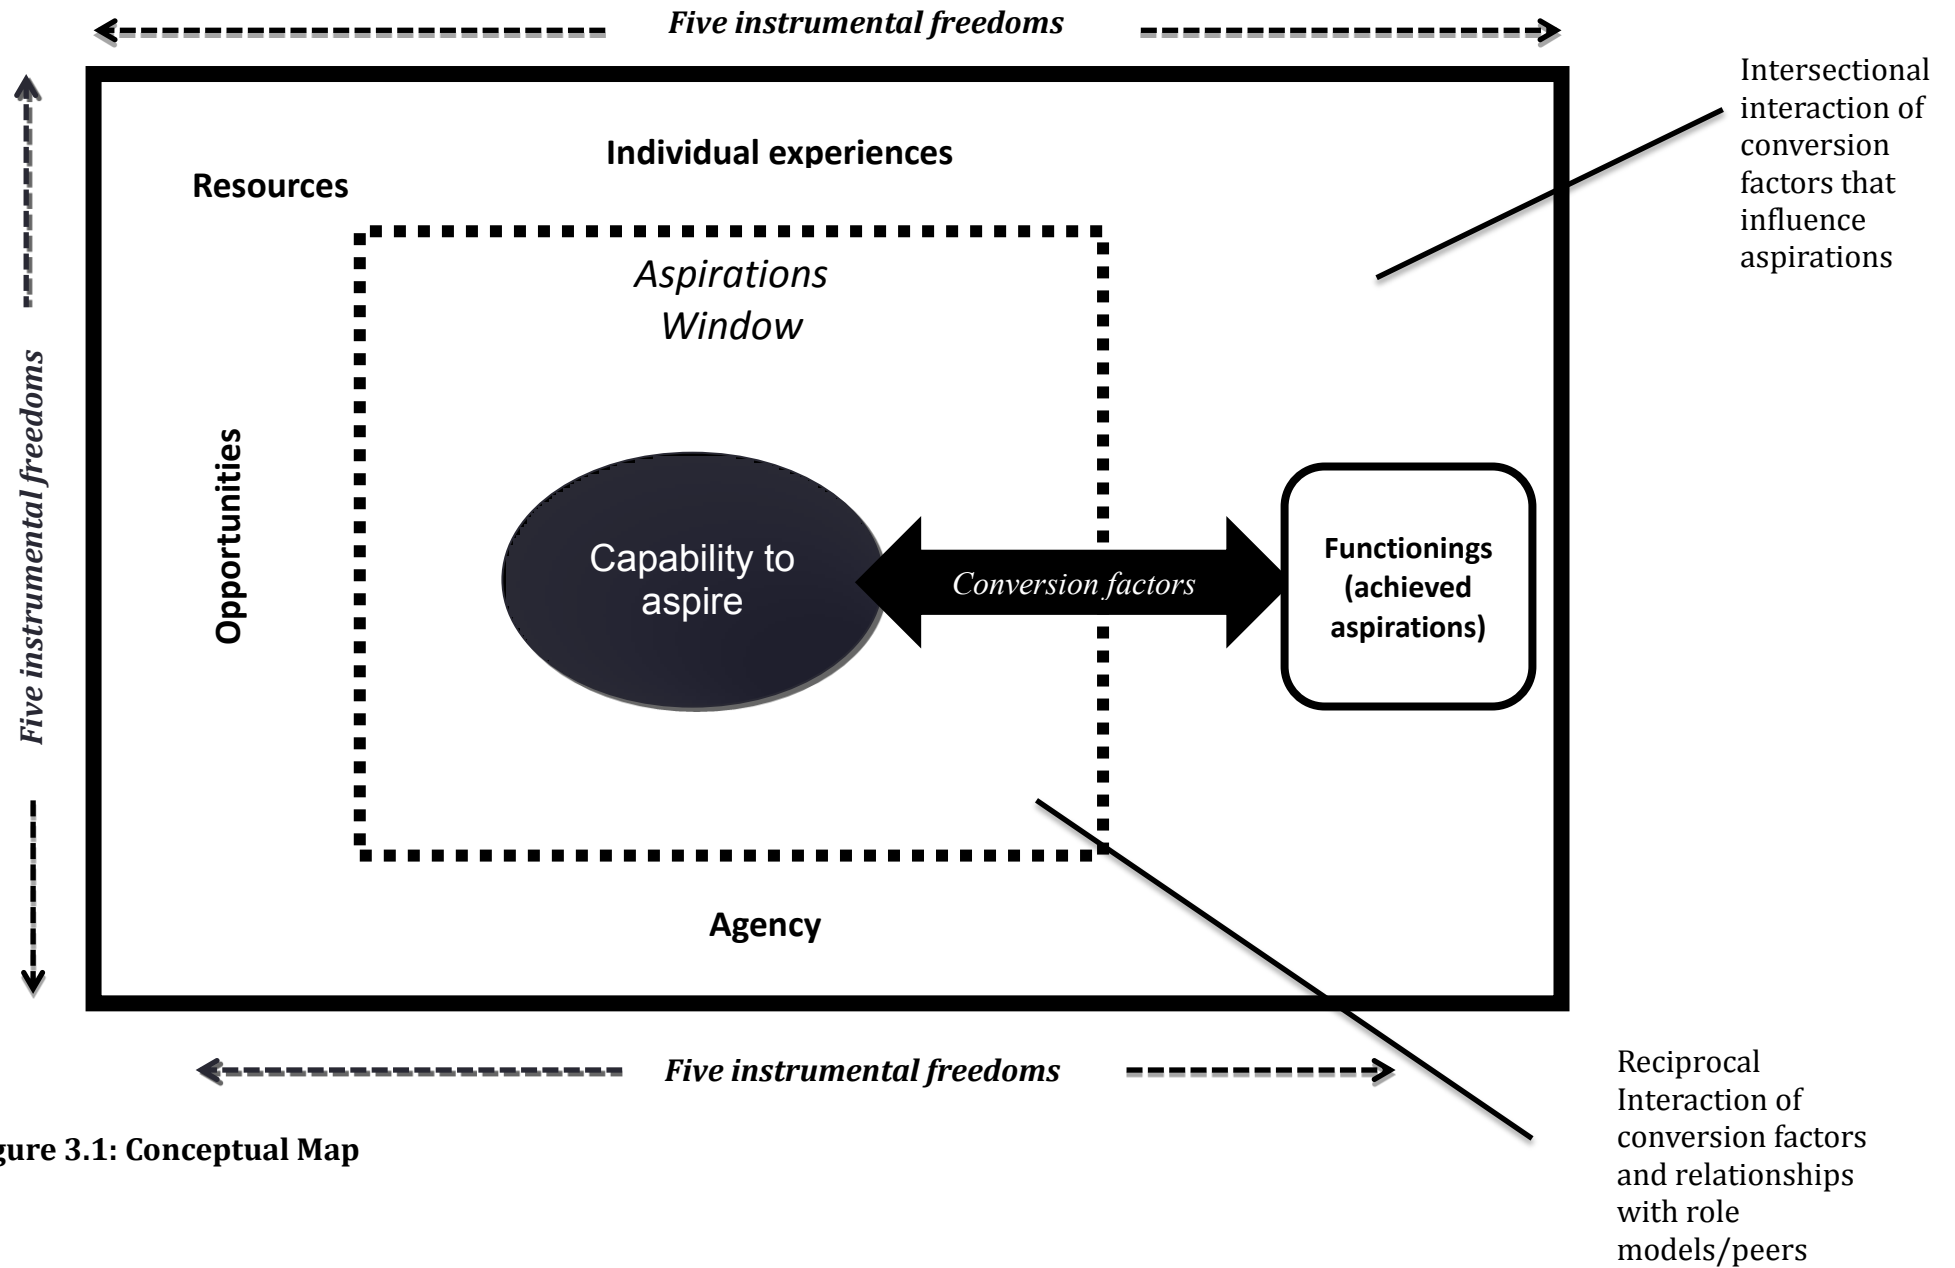 Five instrumental freedoms
Intersectional
interaction of
conversion
factors that
influence
aspirations
Individual experiences
Resources
Aspirations
Window
Five instrumental freedoms
Opportunities
Capability to
aspire
Conversion factors
Functionings
(achieved
aspirations)
Agency
Five instrumental freedoms
Reciprocal
Interaction of
conversion factors
and relationships
with role
models/peers
gure 3.1: Conceptual Map